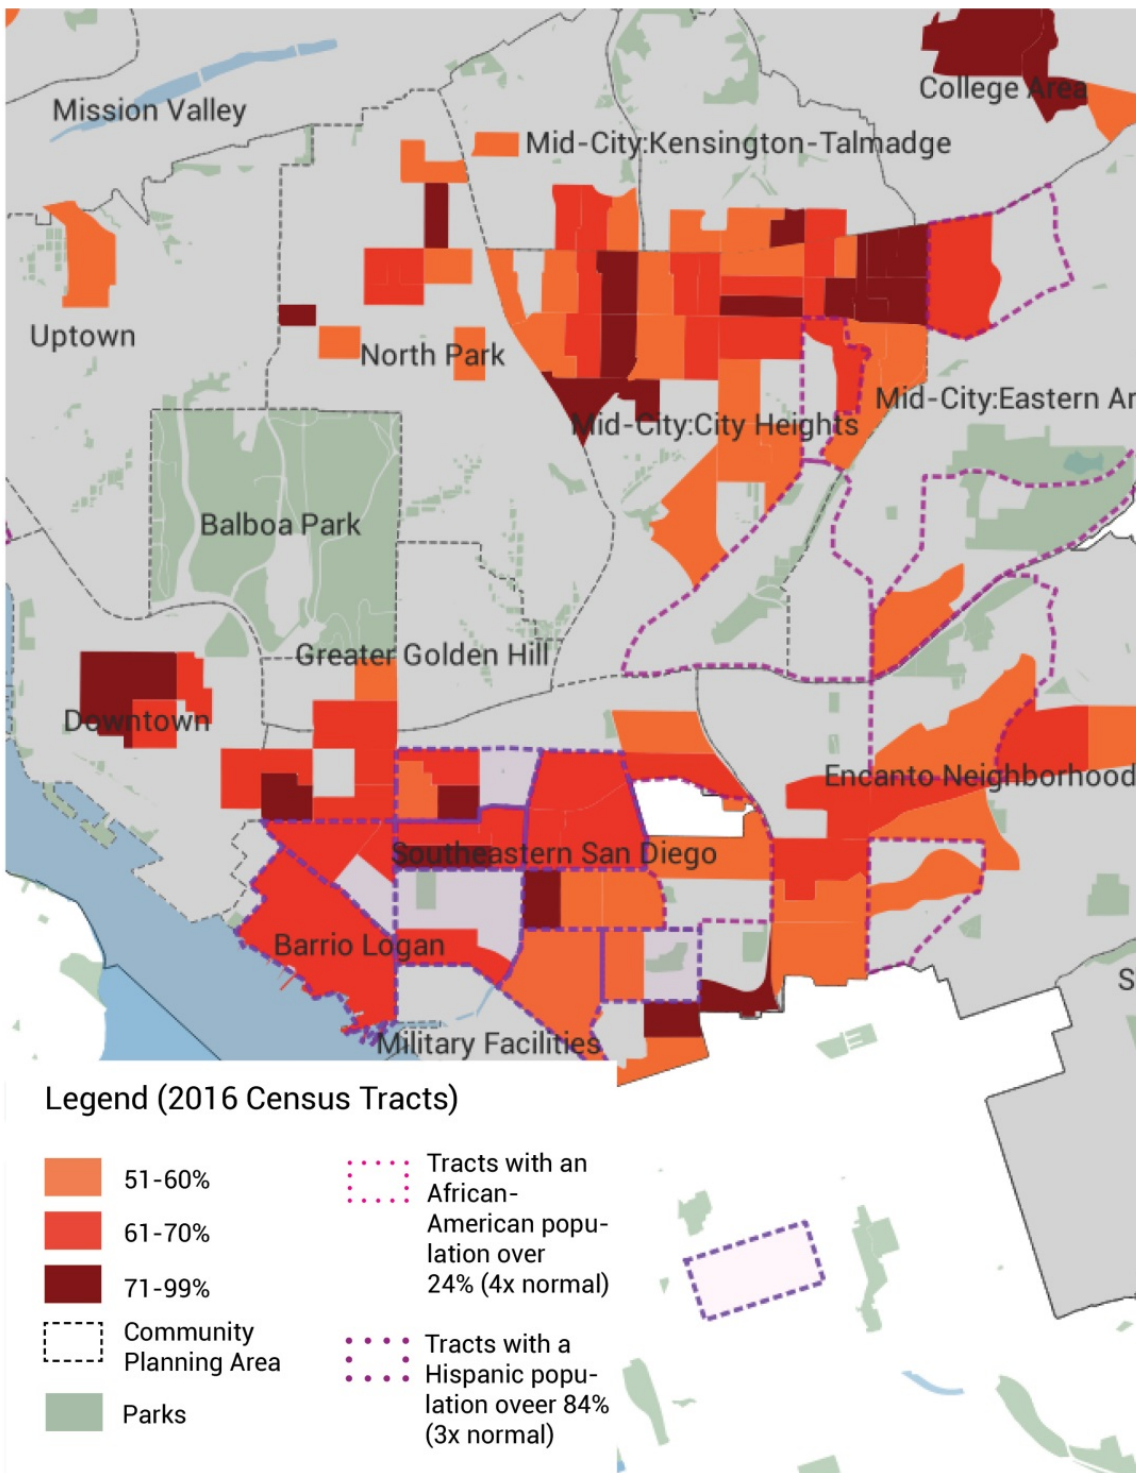 College Area
Mission Valley
Mid-City:Kensington-Talmadge
Uptown
North Park
Mid-City:Eastern Ar
Mid-City:City Heights
Balboa Park
Greater Golden Hill
Downtown
Encanto Neighborhood
Southeastern San Diego
Barrio Logan
S
Military Facilities
Legend (2016 Census Tracts)
51-60%
61-70%
71-99%
Community
Planning Area
Parks
Tracts with an
African-
American popu-
lation over
24% (4x normal)
Tracts with a
Hispanic popu-
lation oveer 84%
(3x normal)